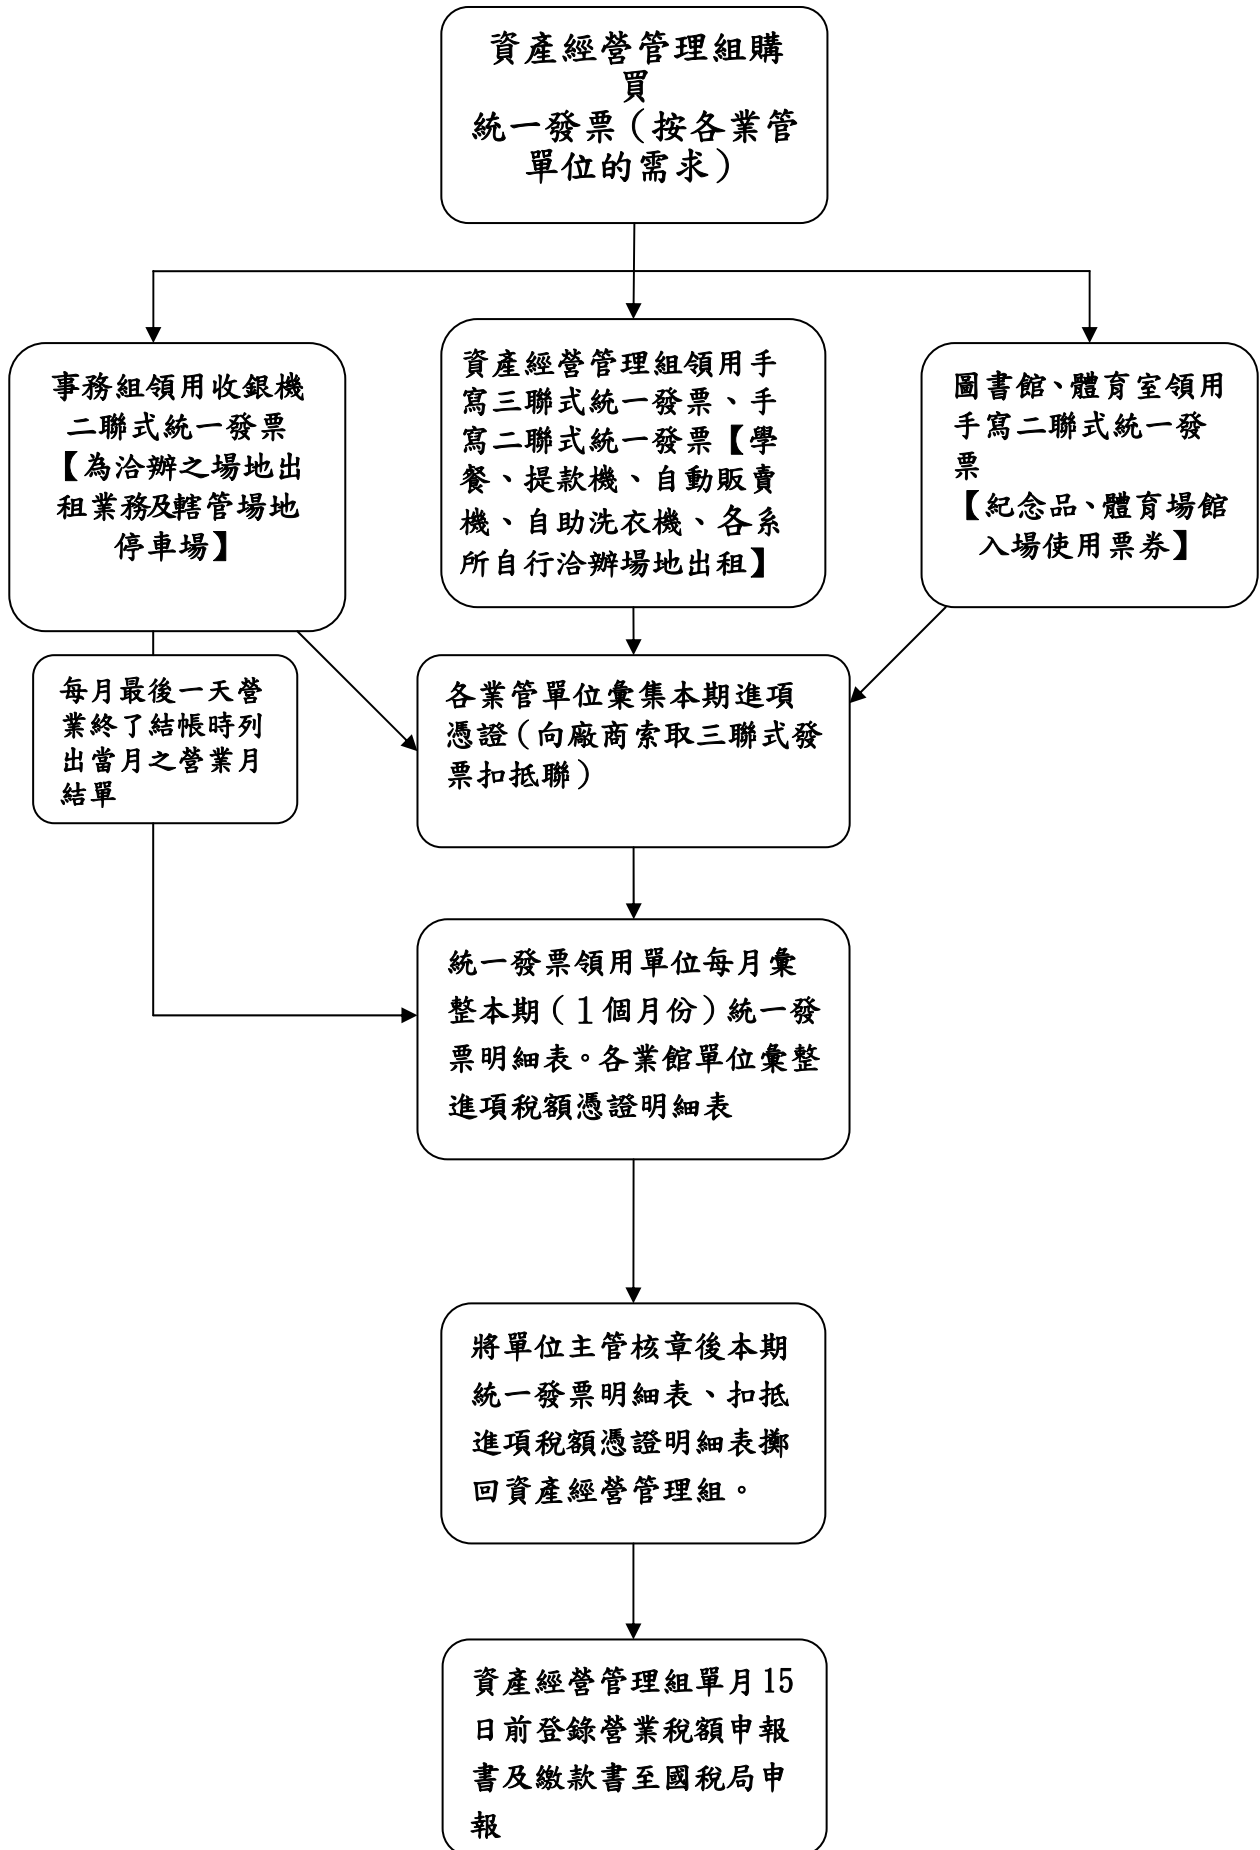 資產經營管理組購
買
統一發票（按各業管
單位的需求）
事務組領用收銀機
二聯式統一發票
【為洽辦之場地出
租業務及轄管場地
停車場】
資產經營管理組領用手
寫三聯式統一發票、手
寫二聯式統一發票【學
餐、提款機、自動販賣
機、自助洗衣機、各系
所自行洽辦場地出租】
圖書館、體育室領用
手寫二聯式統一發
票
【紀念品、體育場館
入場使用票券】
每月最後一天營
業終了結帳時列
出當月之營業月
結單
各業管單位彙集本期進項
憑證（向廠商索取三聯式發
票扣抵聯）
統一發票領用單位每月彙
整本期（１個月份）統一發
票明細表。各業館單位彙整
進項稅額憑證明細表
將單位主管核章後本期
統一發票明細表、扣抵
進項稅額憑證明細表擲
回資產經營管理組。
資產經營管理組單月15
日前登錄營業稅額申報
書及繳款書至國稅局申
報